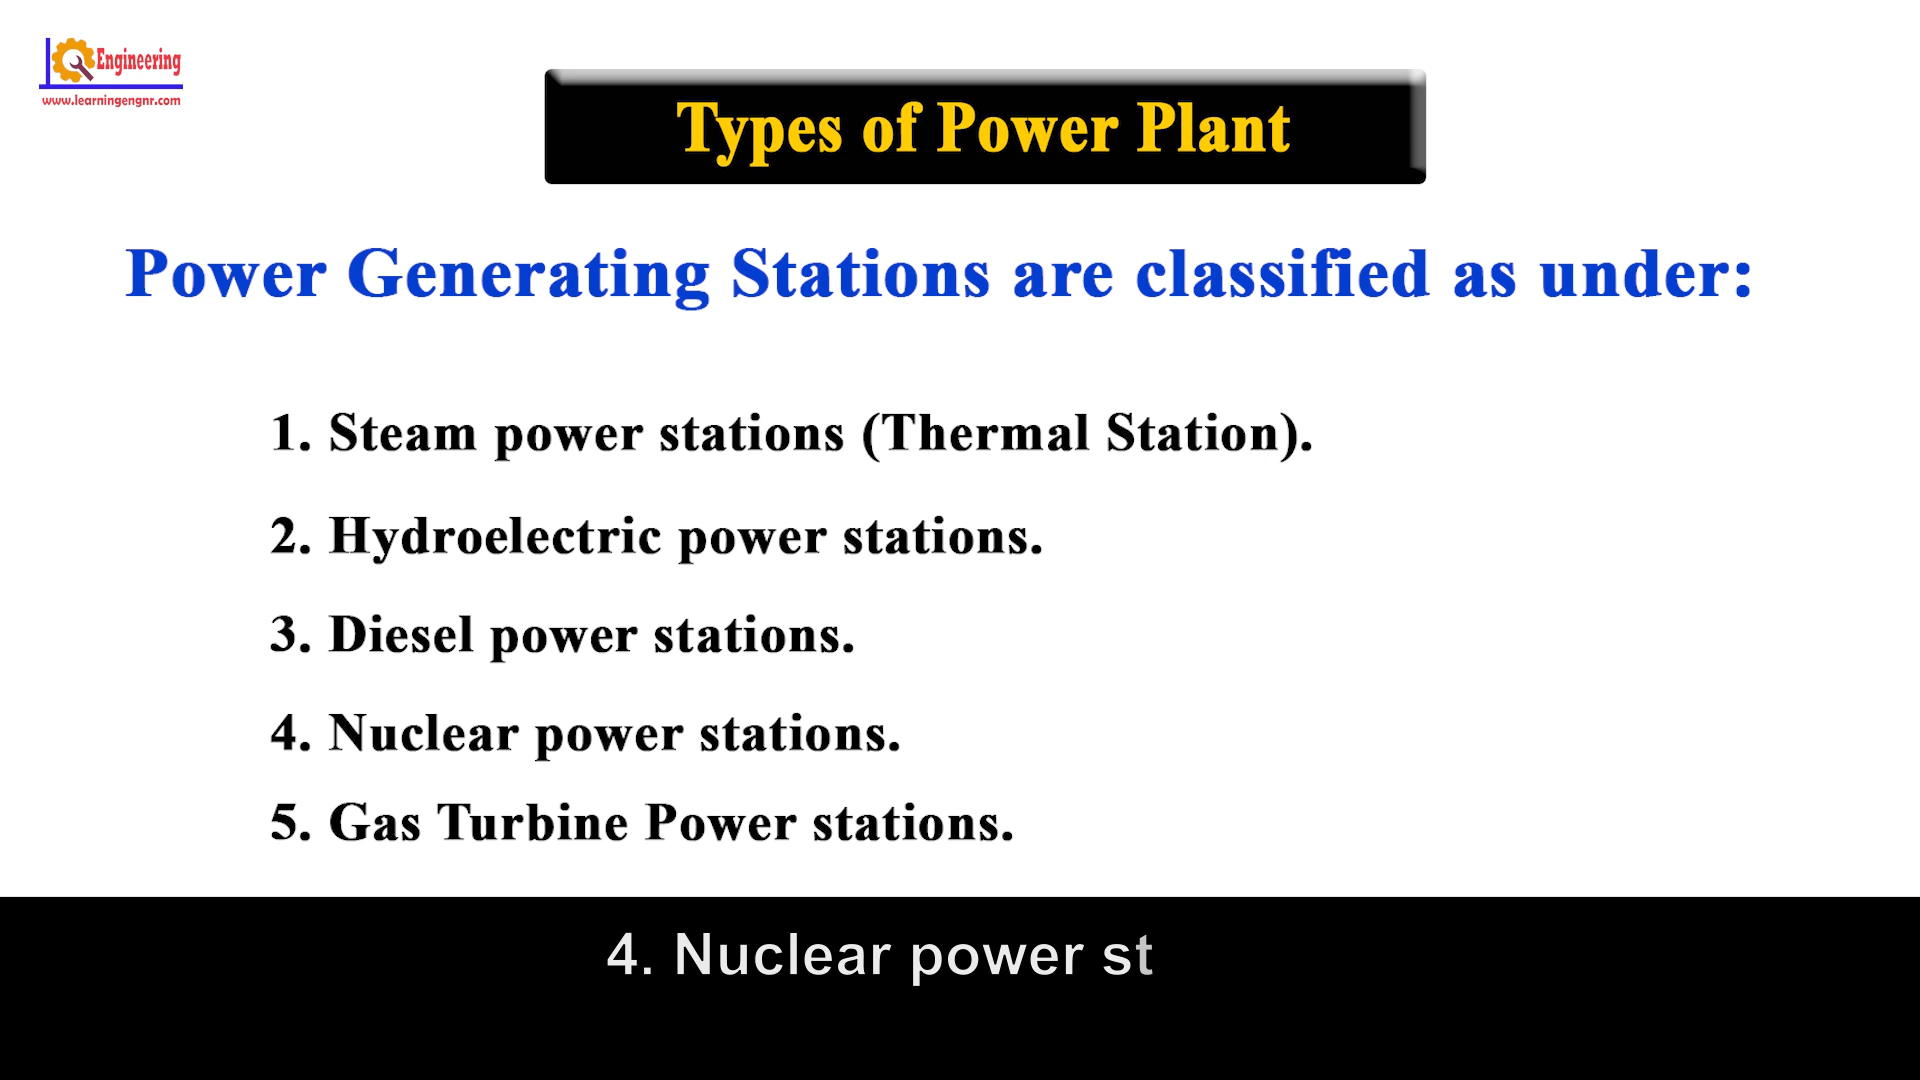 Engineering
www.learningengnr.com
Types of Power Plant
Power Generating Stations are classified as under:
1. Steam power stations (Thermal Station).
2. Hydroelectric power stations.
3. Diesel power stations.
4. Nuclear power stations.
5. Gas Turbine Power stations.
4. Nuclear power st